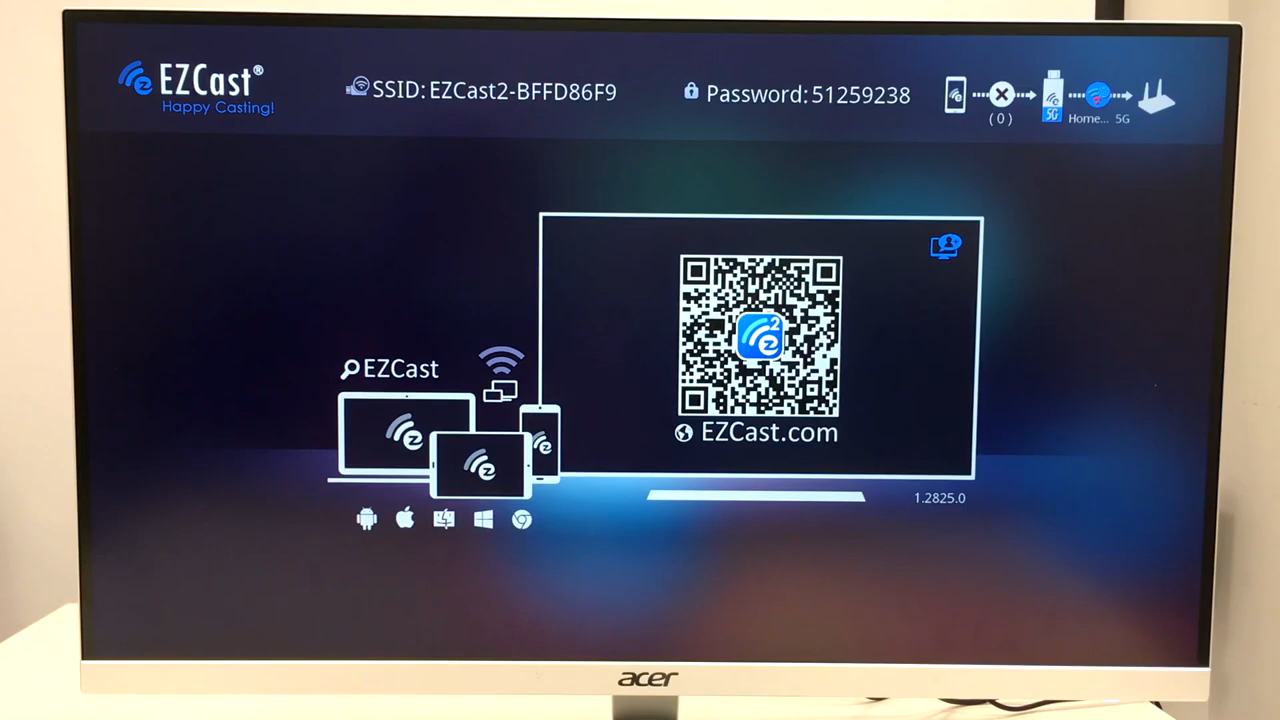 EZCast®
Happy Casting!
SSID: EZCast2-BFFD86F9
Password: 51259238
(0)
5G
Home... 5G
2
EZCast
EZCast.com
1.2825.0
acer